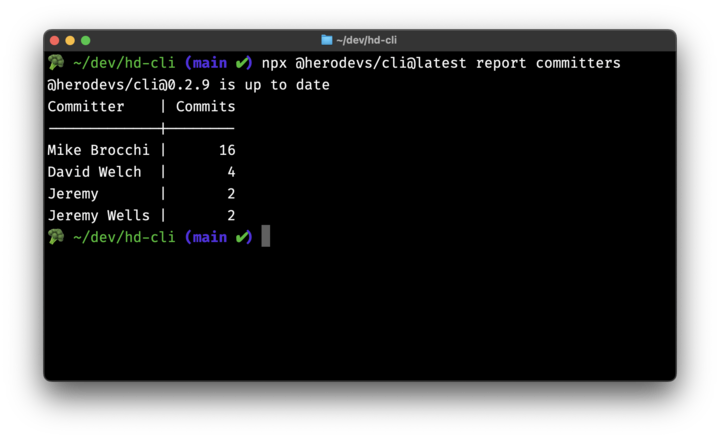 ~/dev/hd-cli
~/dev/hd-cli (main ✔) npx @herodevs/cli@latest report committers
@herodevs/cli@0.2.9 is up to date
Committer | Commits
Mike Brocchi | 16
David Welch | 4
Jeremy | 2
Jeremy Wells | 2
~/dev/hd-cli (main ✔)